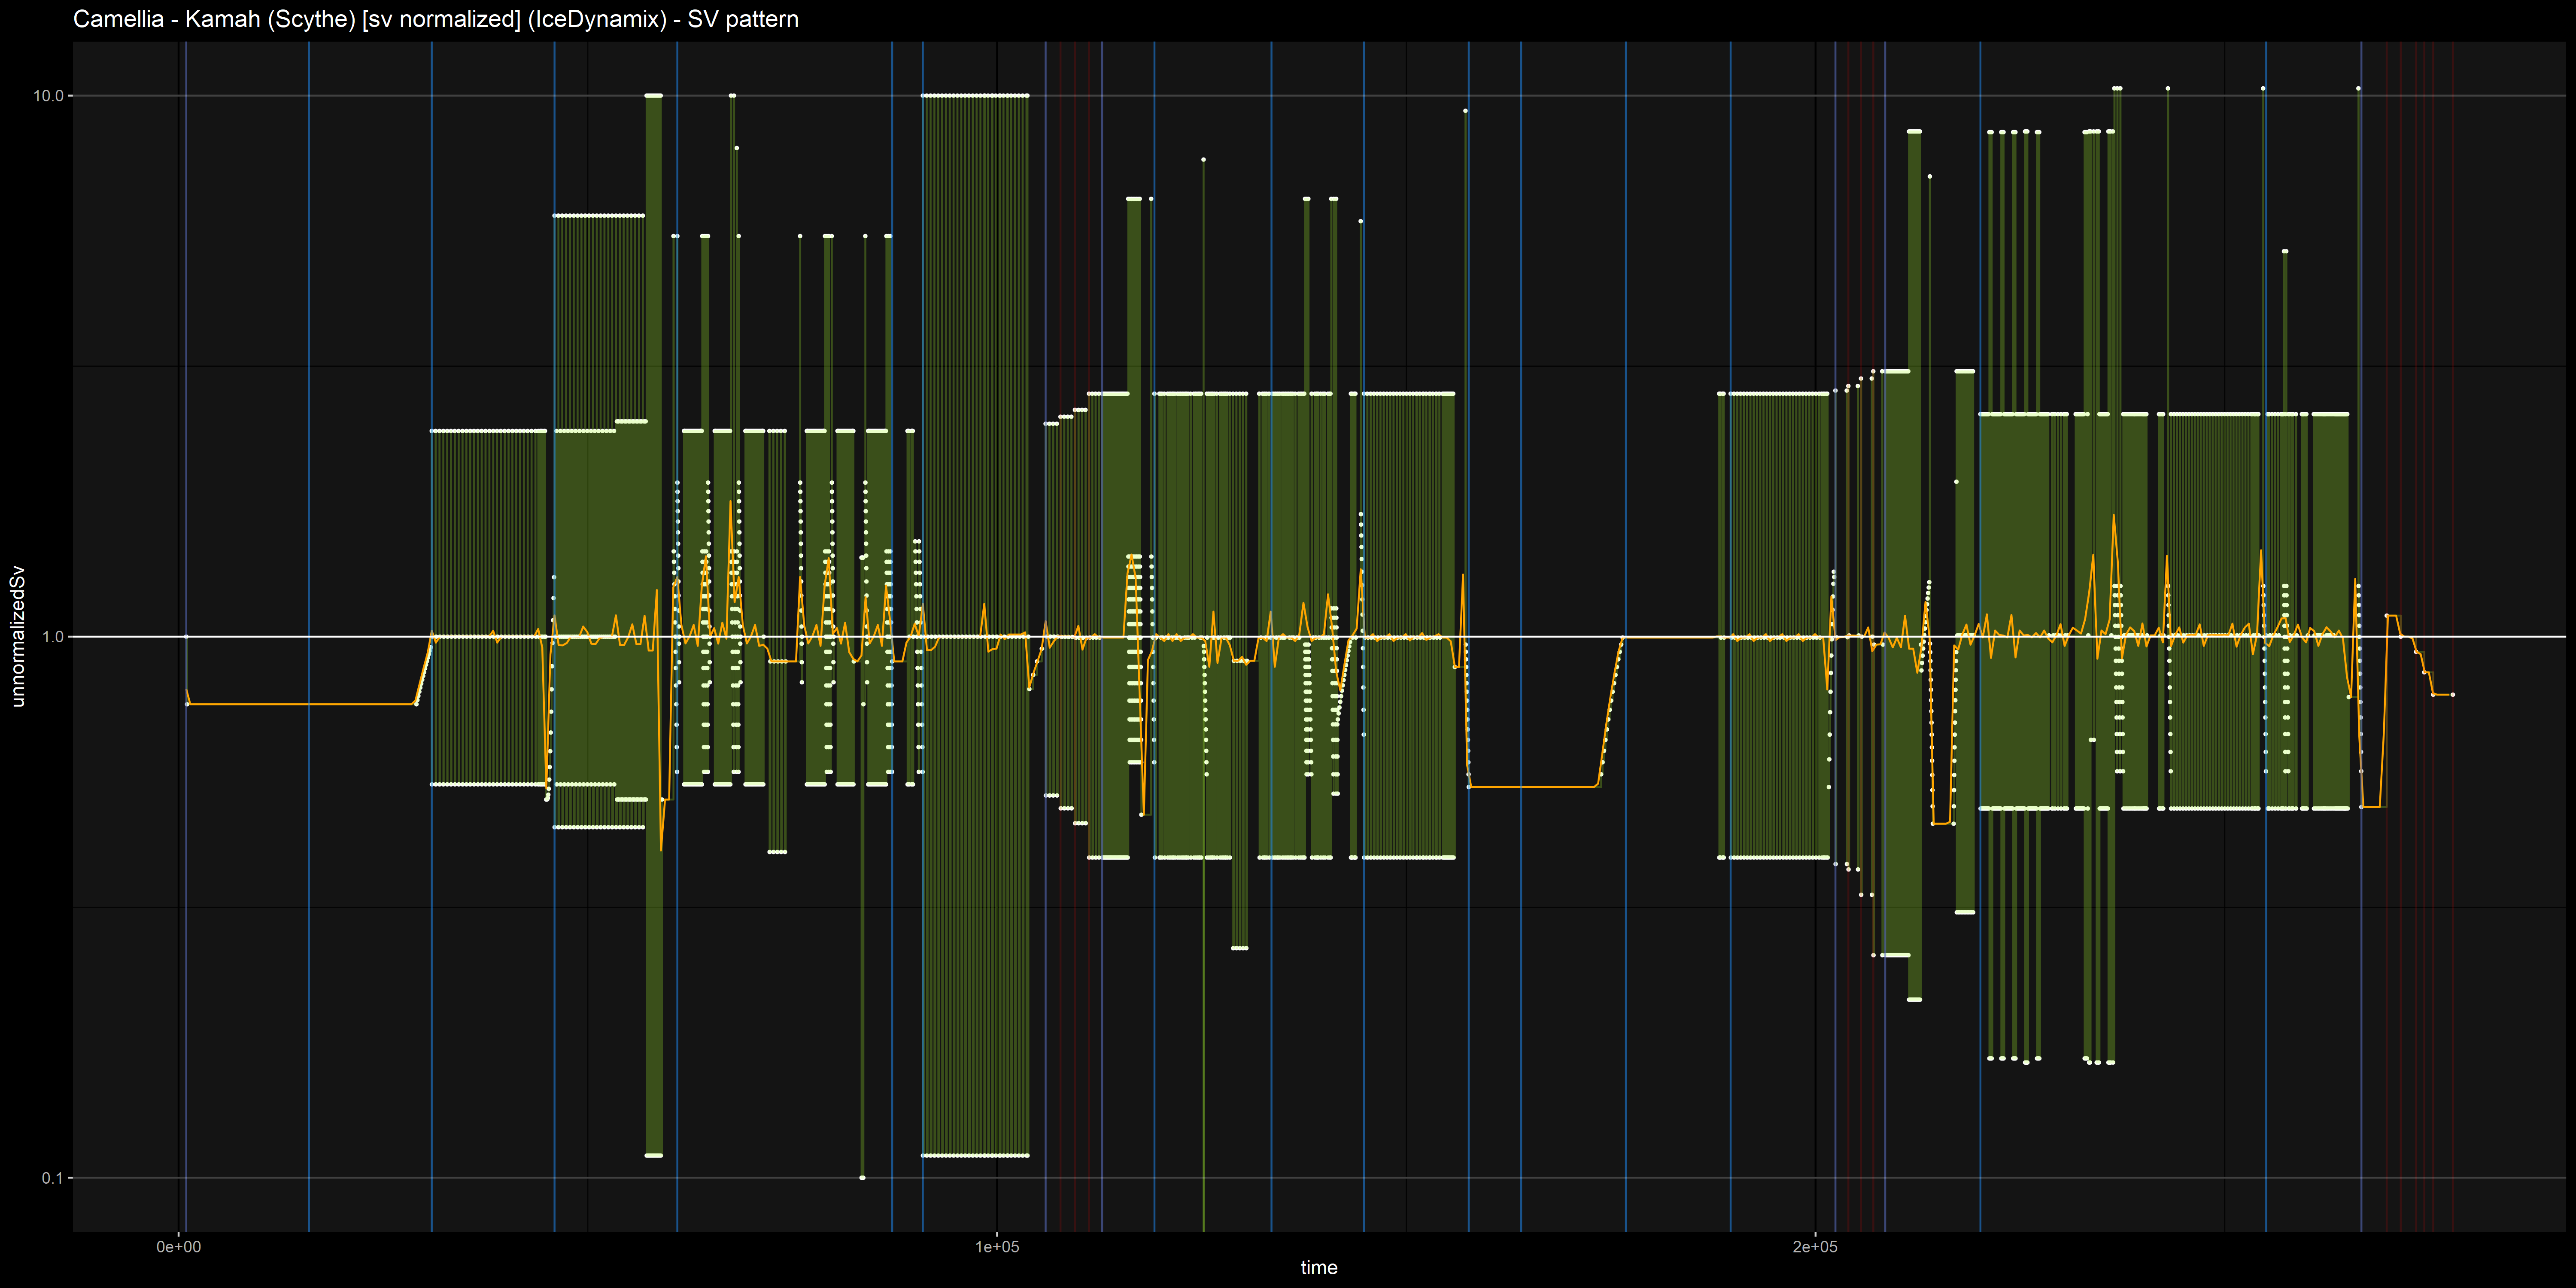 Camellia - Kamah (Scythe) [sv normalized] (IceDynamix) - SV pattern
10.0
1.0
0.1
unnormalizedSv
0e+00
1e+05
2e+05
time